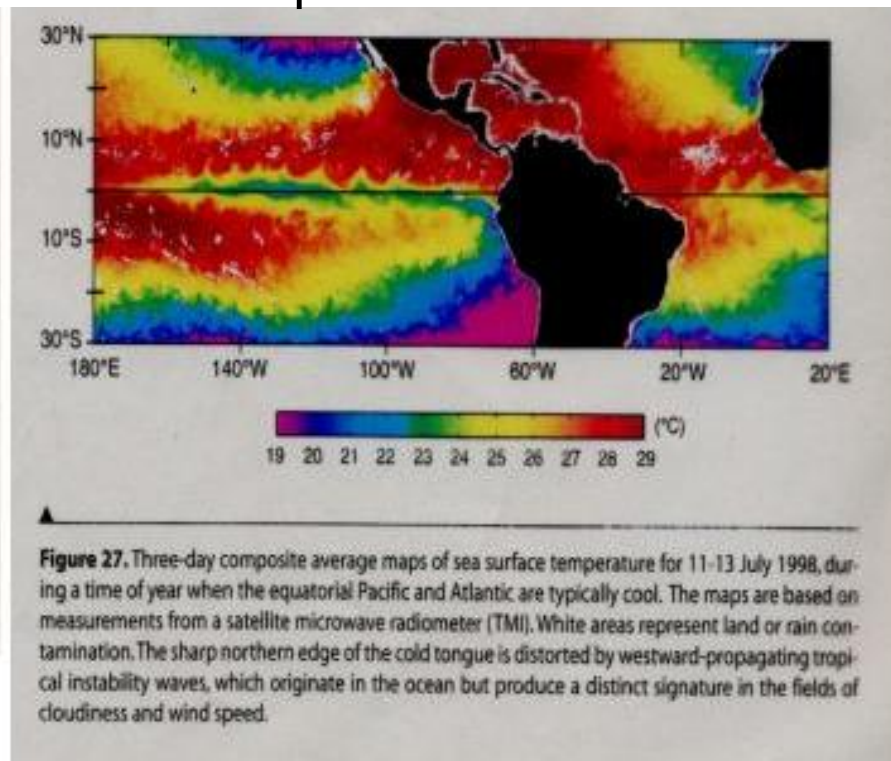 30°N
10°N
10°S
30°S
180°E 140°W 100°W 60°W 20°W 20°E
(°C)
19 20 21 22 23 24 25 26 27 28 29
Figure 27. Three-day composite average maps of sea surface temperature for 11-13 July 1998, dur-
ing a time of year when the equatorial Pacific and Atlantic are typically cool. The maps are based on
measurements from a satellite microwave radiometer (TMI). White areas represent land or rain con-
tamination. The sharp northern edge of the cold tongue is distorted by westward-propagating tropi-
cal instability waves, which originate in the ocean but produce a distinct signature in the fields of
cloudiness and wind speed.